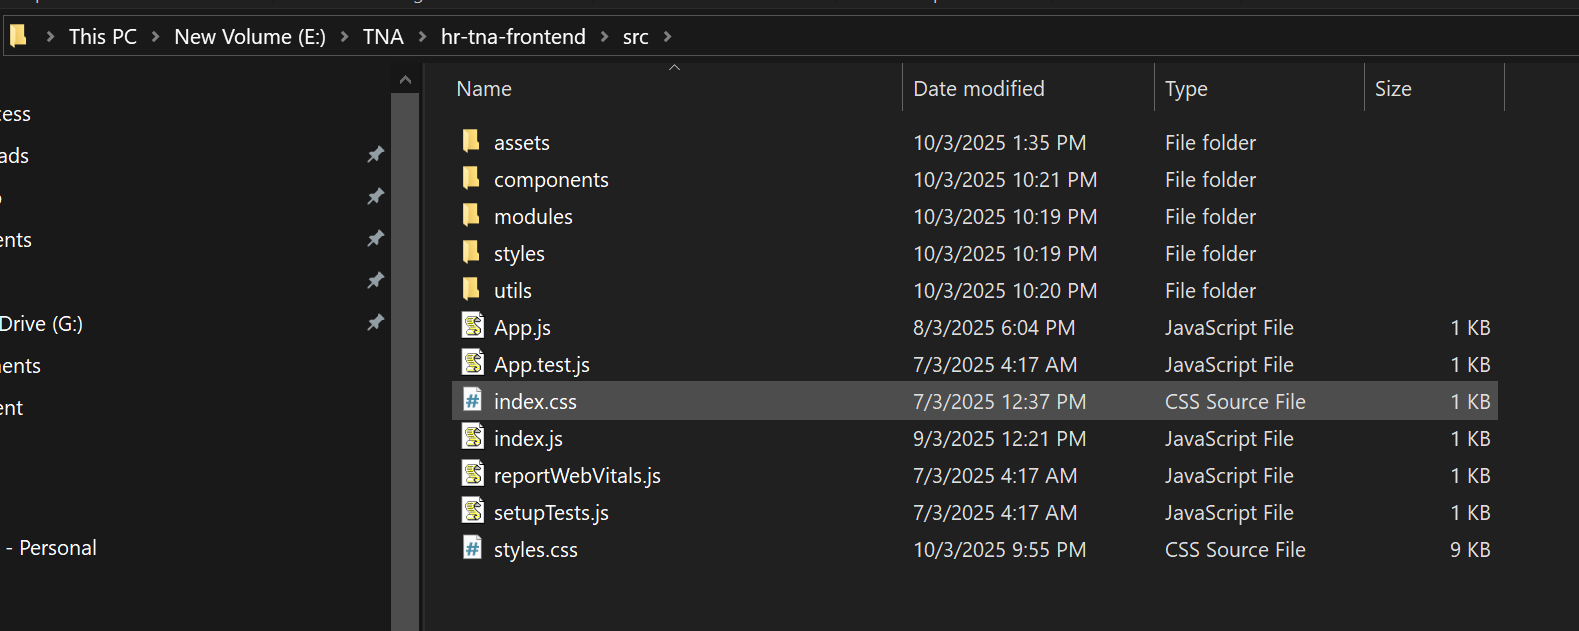 This PC > New Volume (E:) > TNA > hr-tna-frontend > src >
Name Date modified Type Size
ess
ads
ents
Drive (G:)
ents
ent
- Personal
assets 10/3/2025 1:35 PM File folder
components 10/3/2025 10:21 PM File folder
modules 10/3/2025 10:19 PM File folder
styles 10/3/2025 10:19 PM File folder
utils 10/3/2025 10:20 PM File folder
App.js 8/3/2025 6:04 PM JavaScript File 1 KB
App.test.js 7/3/2025 4:17 AM JavaScript File 1 KB
index.css 7/3/2025 12:37 PM CSS Source File 1 KB
index.js 9/3/2025 12:21 PM JavaScript File 1 KB
reportWebVitals.js 7/3/2025 4:17 AM JavaScript File 1 KB
setupTests.js 7/3/2025 4:17 AM JavaScript File 1 KB
styles.css 10/3/2025 9:55 PM CSS Source File 9 KB